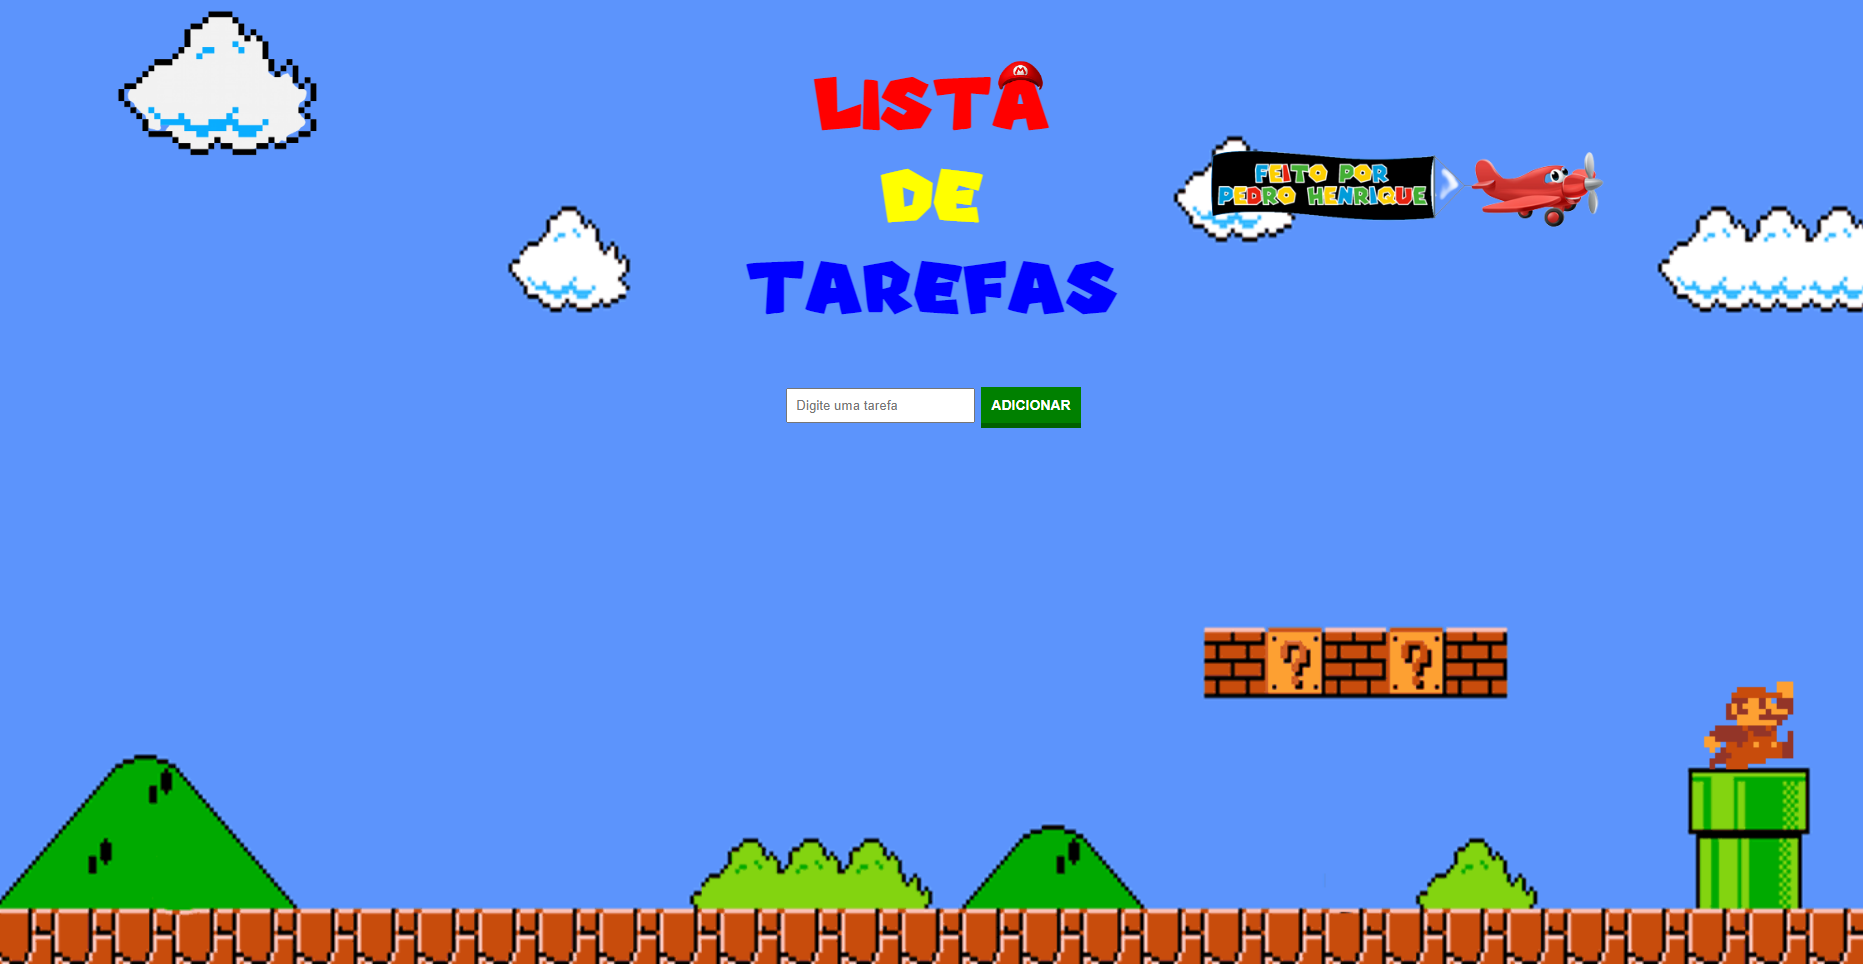 LISTA
DE
TAREFAS
FEITO POR
PEDRO HENRIQUE
Digite uma tarefa
ADICIONAR
? ?